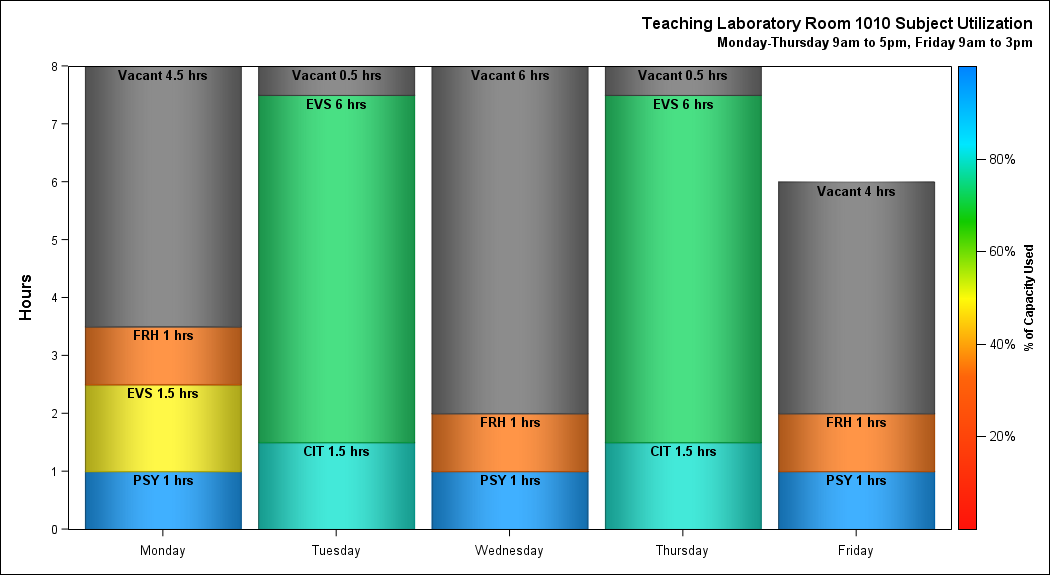 Teaching Laboratory Room 1010 Subject Utilization
Monday-Thursday 9am to 5pm, Friday 9am to 3pm
Hours
8
7
6
5
4
3
2
1
0
Vacant 4.5 hrs
FRH 1 hrs
EVS 1.5 hrs
PSY 1 hrs
Vacant 0.5 hrs
EVS 6 hrs
CIT 1.5 hrs
Vacant 6 hrs
FRH 1 hrs
PSY 1 hrs
Vacant 0.5 hrs
EVS 6 hrs
CIT 1.5 hrs
Vacant 4 hrs
FRH 1 hrs
PSY 1 hrs
Monday
Tuesday
Wednesday
Thursday
Friday
80%
60%
40%
20%
% of Capacity Used